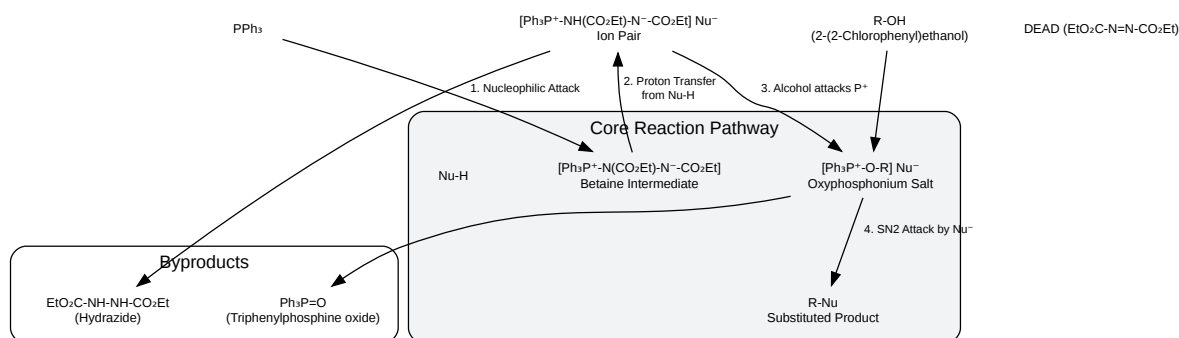 PPh₃
[Ph₃P⁺-NH(CO₂Et)-N⁻-CO₂Et] Nu⁻
Ion Pair
R-OH
(2-(2-Chlorophenyl)ethanol)
DEAD (EtO₂C-N=N-CO₂Et)
1. Nucleophilic Attack
2. Proton Transfer
from Nu-H
3. Alcohol attacks P⁺
Core Reaction Pathway
Nu-H
[Ph₃P⁺-N(CO₂Et)-N⁻-CO₂Et]
Betaine Intermediate
[Ph₃P⁺-O-R] Nu⁻
Oxyphosphonium Salt
4. SN2 Attack by Nu⁻
Byproducts
EtO₂C-NH-NH-CO₂Et
(Hydrazide)
Ph₃P=O
(Triphenylphosphine oxide)
R-Nu
Substituted Product